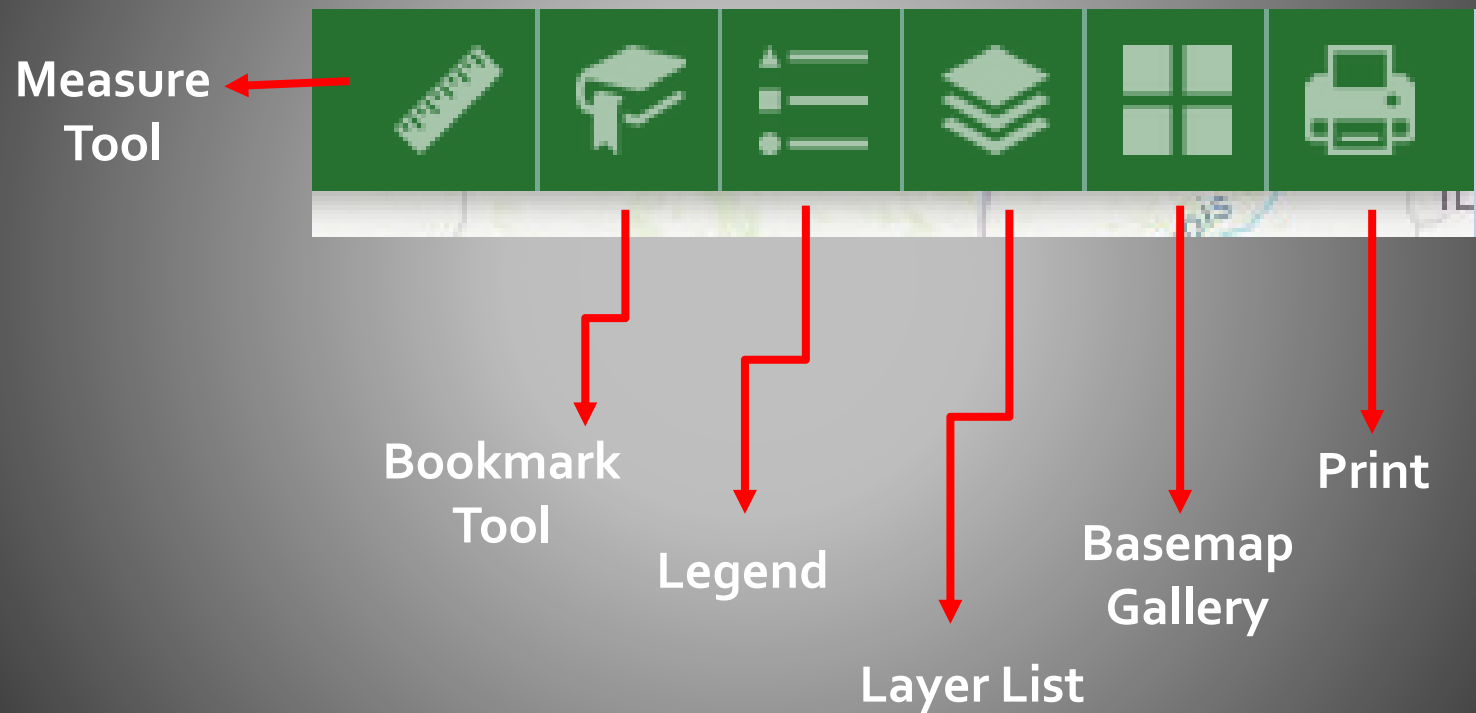 Measure
Tool
Bookmark
Tool
Legend
Layer List
Basemap
Gallery
Print